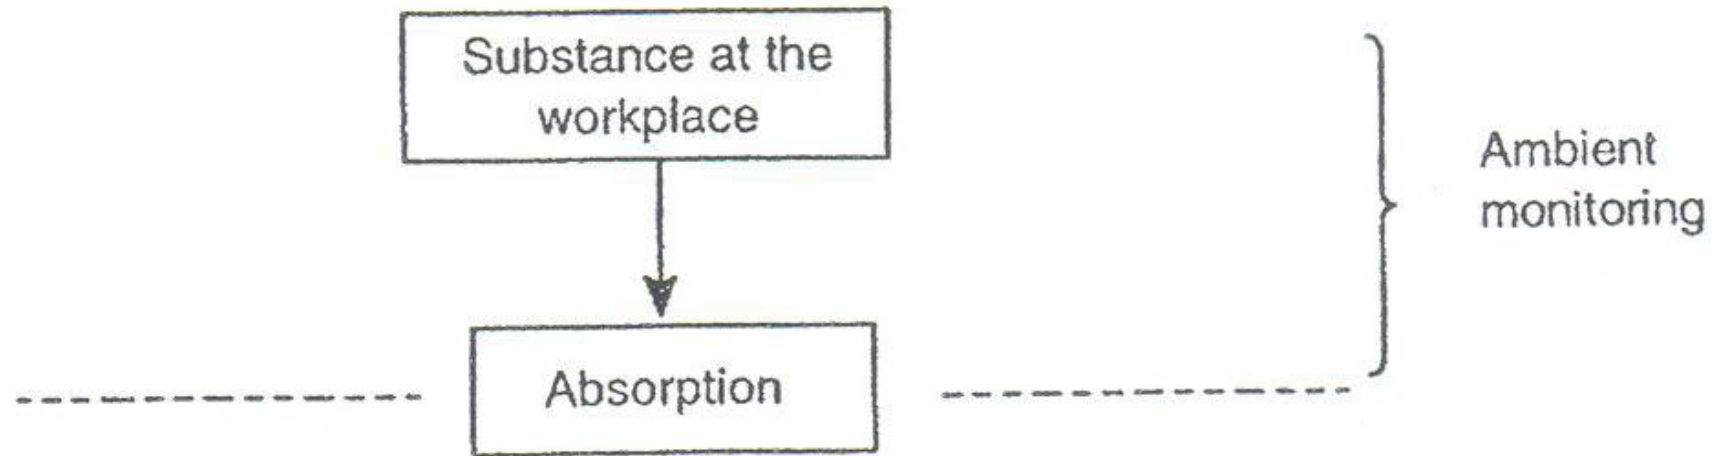 Substance at the
workplace
Ambient
monitoring
Absorption